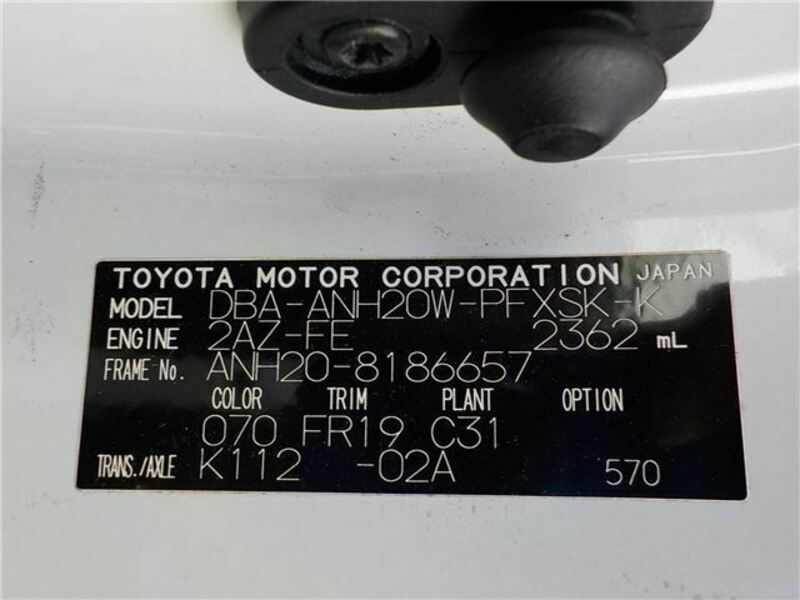 TOYOTA MOTOR CORPORATION JAPAN
MODEL DBA-ANH20W-PFXSK-K
ENGINE 2AZ-FE 2362 mL
FRAME No. ANH20-8186657
COLOR TRIM PLANT OPTION
070 FR19 C31
TRANS./AXLE K112 -02A 570